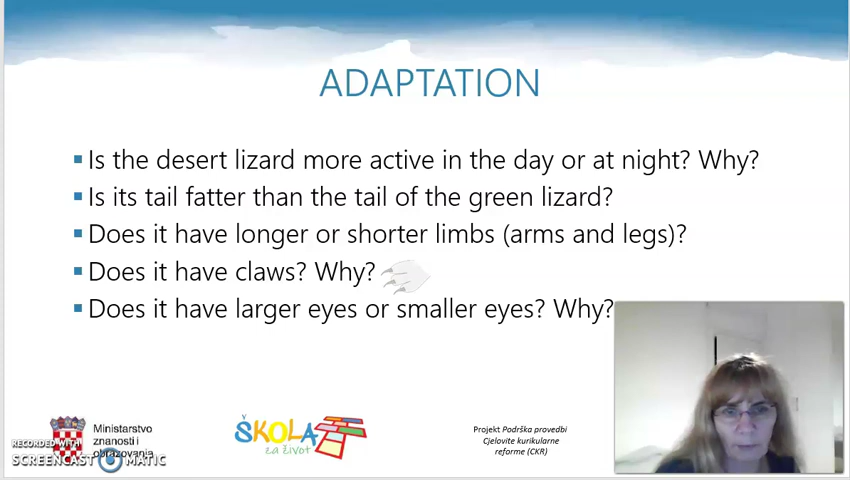 ADAPTATION
Is the desert lizard more active in the day or at night? Why?
Is its tail fatter than the tail of the green lizard?
Does it have longer or shorter limbs (arms and legs)?
Does it have claws? Why?
Does it have larger eyes or smaller eyes? Why?
Ministarstvo
znanosti i
obrazovanja
RECORDED WITH
SCREENCAST MATIC
ŠKOLA
za život
Projekt Podrška provedbi
Cjelovite kurikularne
reforme (CKR)